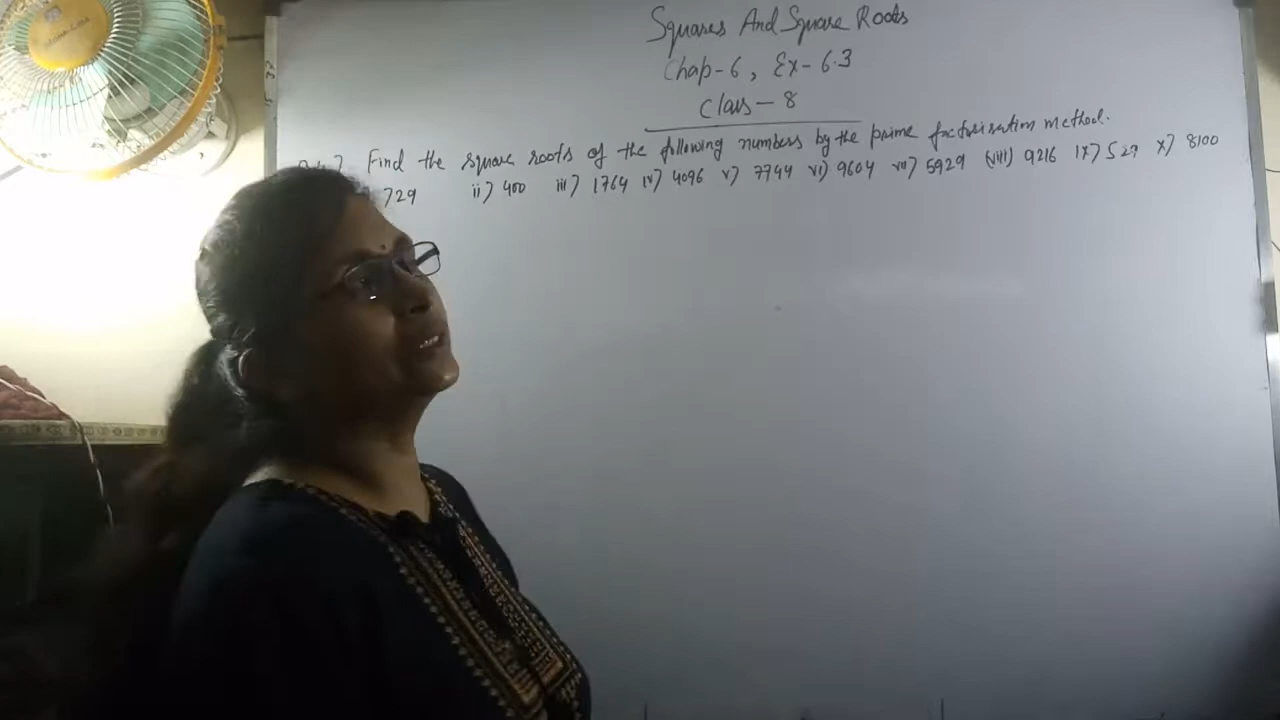 Squares And Square Roots
Chap-6, Ex-6.3
Class-8
Find the square roots of the following numbers by the prime factorisation method.
729 ii) 400 iii) 1764 iv) 4096 v) 7744 vi) 9604 vii) 5929 (viii) 9216 ix) 529 x) 8100